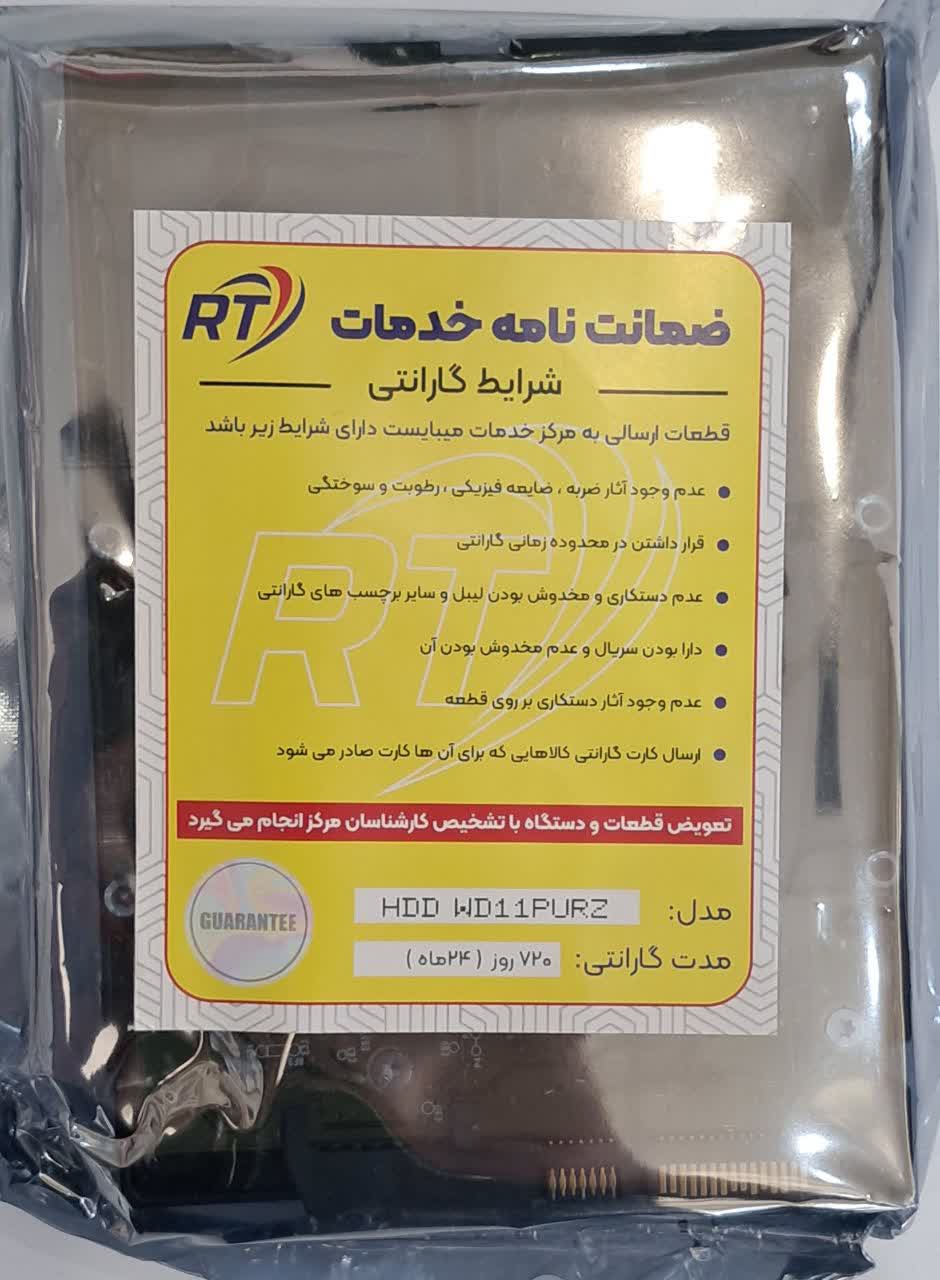 RT
ضمانت نامه خدمات
شرایط گارانتی
قطعات ارسالی به مرکز خدمات میبایست دارای شرایط زیر باشد
● عدم وجود آثار ضربه ، ضایعه فیزیکی ، رطوبت و سوختگی
● قرار داشتن در محدوده زمانی گارانتی
● عدم دستکاری و مخدوش بودن لیبل و سایر برچسب های گارانتی
● دارا بودن سریال و عدم مخدوش بودن آن
● عدم وجود آثار دستکاری بر روی قطعه
● ارسال کارت گارانتی کالاهایی که برای آن ها کارت صادر می شود
تعویض قطعات و دستگاه با تشخیص کارشناسان مرکز انجام می گیرد
مدل: HDD WD11PURZ
مدت گارانتی: ۷۲۰ روز ( ۲۴ماه )
GUARANTEE